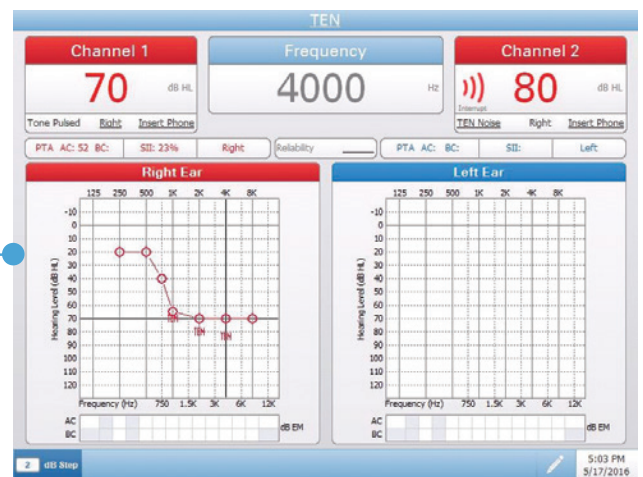 TEN
Channel 1
70 dB HL
Tone Pulsed Right Insert Phone
Frequency
4000 Hz
Channel 2
80 dB HL
Interrupt
TEN Noise Right Insert Phone
PTA AC: 52 BC: SII: 23% Right
Reliability
PTA AC: BC: SII: Left
Right Ear
125 250 500 1K 2K 4K 8K
Hearing Level (dB HL)
-10
0
10
20
30
40
50
60
70
80
90
100
110
120
TEN
TEN
TEN
Frequency (Hz) 750 1.5K 3K 6K 12K
AC
BC
dB EM
Left Ear
125 250 500 1K 2K 4K 8K
Hearing Level (dB HL)
-10
0
10
20
30
40
50
60
70
80
90
100
110
120
Frequency (Hz) 750 1.5K 3K 6K 12K
AC
BC
dB EM
2 dB Step
5:03 PM
5/17/2016